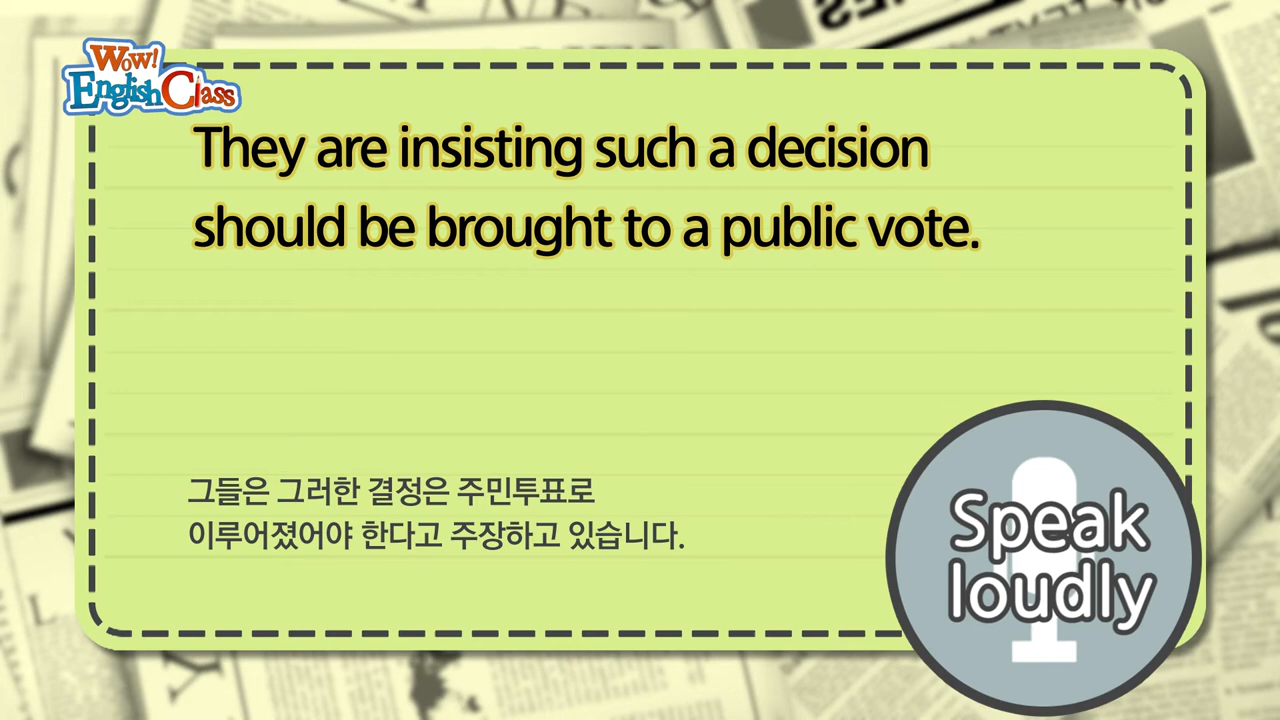 Wow!
English Class
They are insisting such a decision
should be brought to a public vote.
그들은 그러한 결정은 주민투표로
이루어졌어야 한다고 주장하고 있습니다.
Speak
loudly